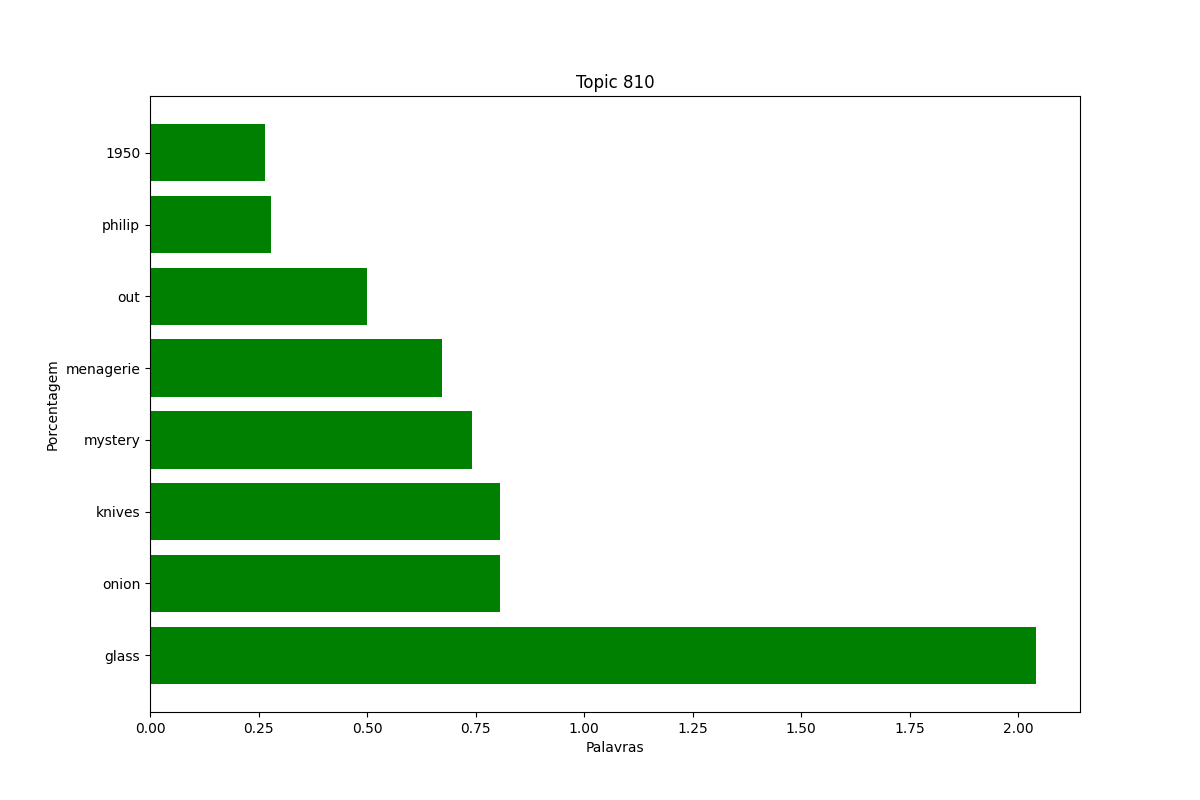 Topic 810
1950
philip
out
menagerie
mystery
knives
onion
glass
Porcentagem
0.00 0.25 0.50 0.75 1.00 1.25 1.50 1.75 2.00
Palavras